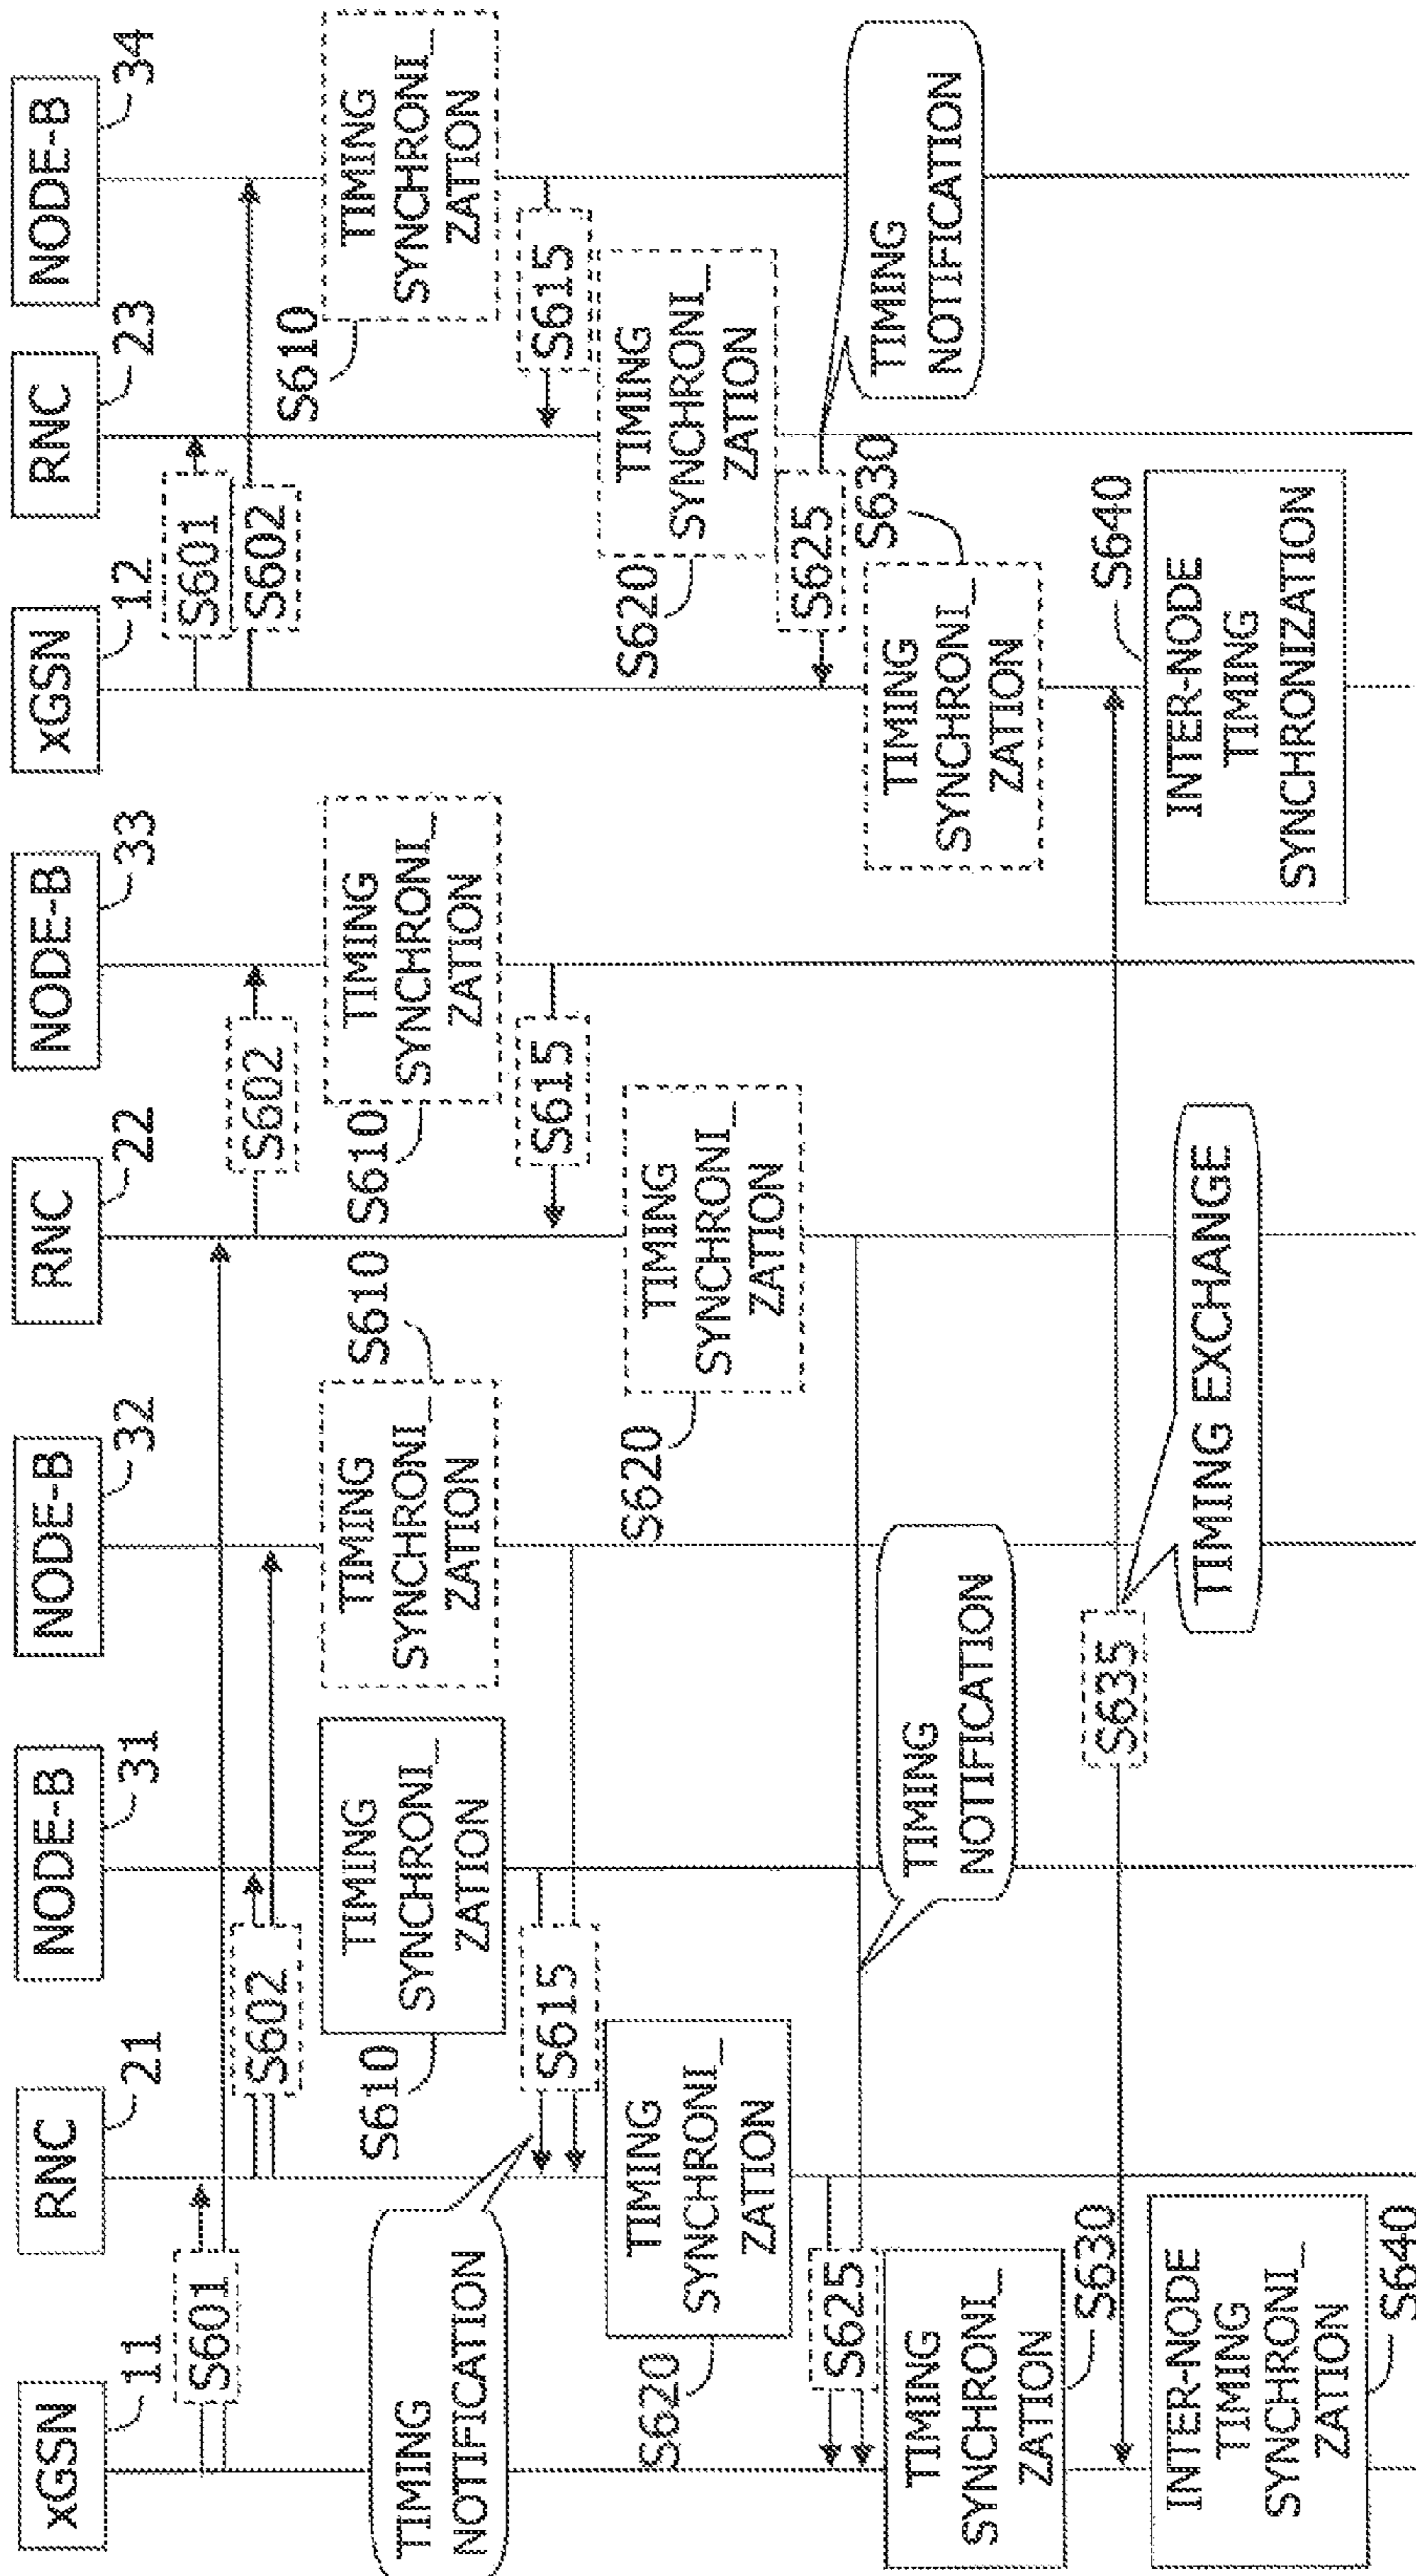 xGSN
11
RNC
21
NODE-B
31
NODE-B
32
RNC
22
NODE-B
33
xGSN
12
RNC
23
NODE-B
34
S601
S601
S602
S602
S602
S610
TIMING
SYNCHRONI_
ZATION
S610
TIMING
SYNCHRONI_
ZATION
S610
TIMING
SYNCHRONI_
ZATION
S610
TIMING
SYNCHRONI_
ZATION
TIMING
NOTIFICATION
S615
S615
S615
S620
TIMING
SYNCHRONI_
ZATION
S620
TIMING
SYNCHRONI_
ZATION
S620
TIMING
SYNCHRONI_
ZATION
S625
TIMING
NOTIFICATION
S625
TIMING
NOTIFICATION
TIMING
SYNCHRONI_
ZATION
S630
TIMING
SYNCHRONI_
ZATION
S630
S635
TIMING EXCHANGE
INTER-NODE
TIMING
SYNCHRONI_
ZATION
S640
INTER-NODE
TIMING
SYNCHRONIZATION
S640